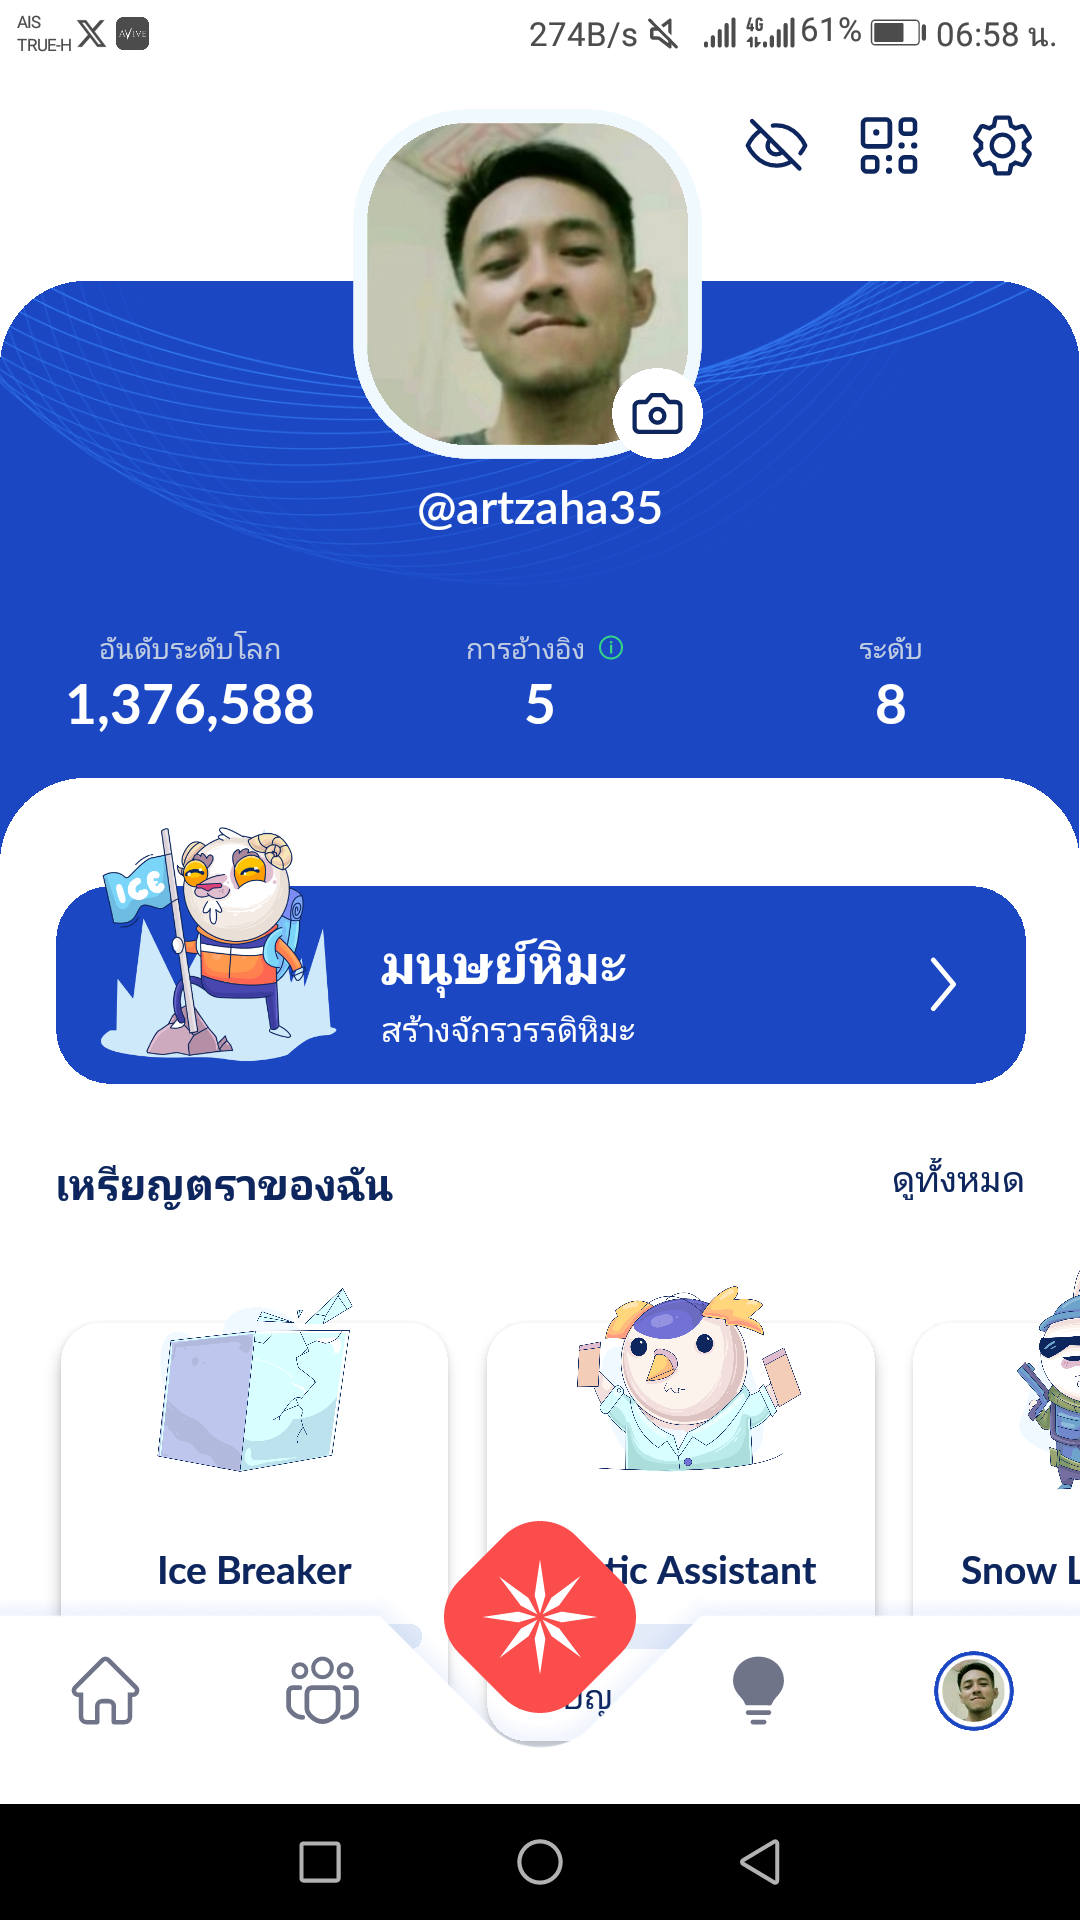 AIS
TRUE-H
AVIVE
274B/s 4G 61% 06:58 น.
@artzaha35
อันดับระดับโลก
1,376,588
การอ้างอิง
5
ระดับ
8
ICE
มนุษย์หิมะ
สร้างจักรวรรดิหิมะ
เหรียญตราของฉัน
ดูทั้งหมด
Ice Breaker
tic Assistant
Snow L